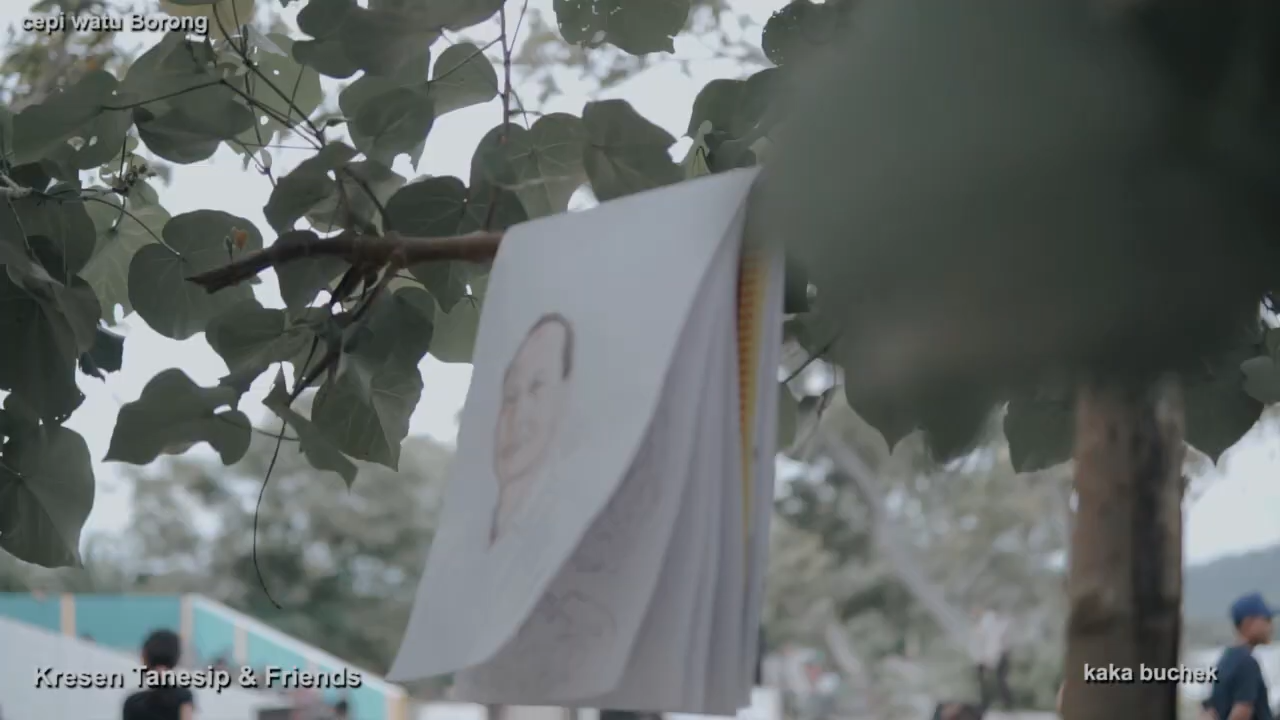 cepi watu Borong
Kresen Tanesip & Friends
kaka buchek